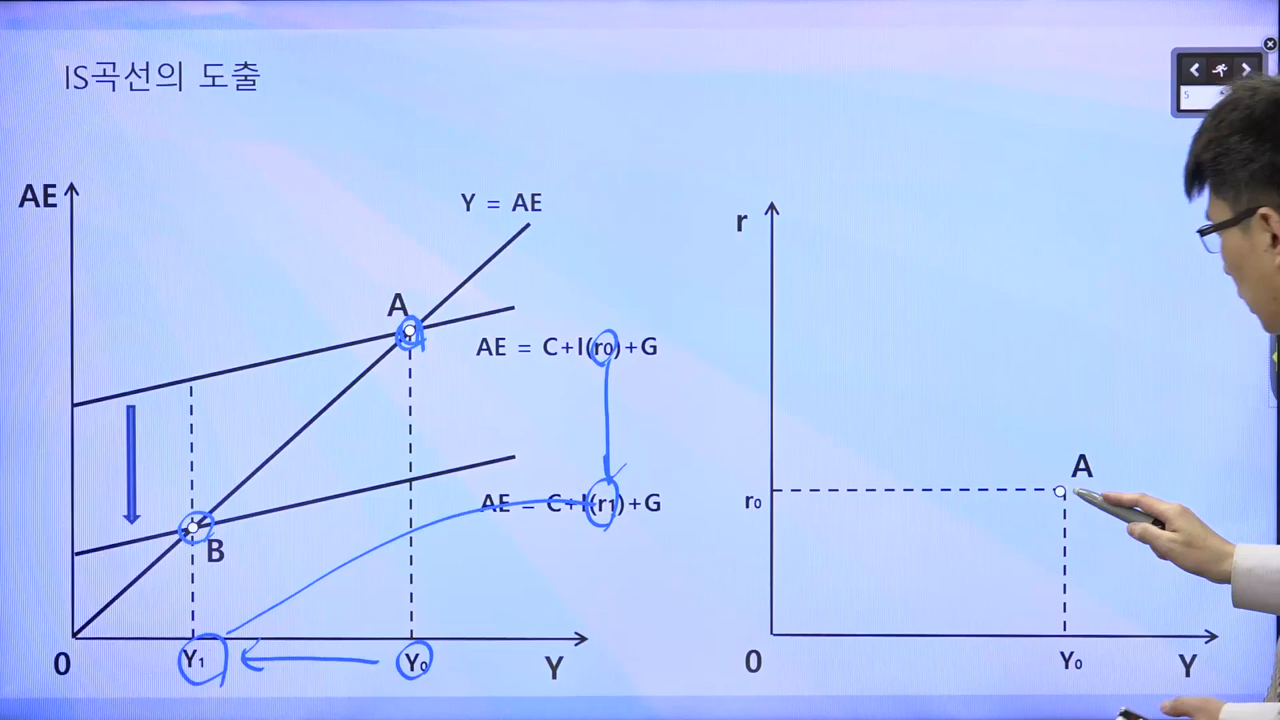 IS곡선의 도출
5
AE
Y = AE
A
AE = C+I(r0)+G
AE = C+I(r1)+G
B
0
Y1
Y0
Y
r
A
r0
0
Y0
Y